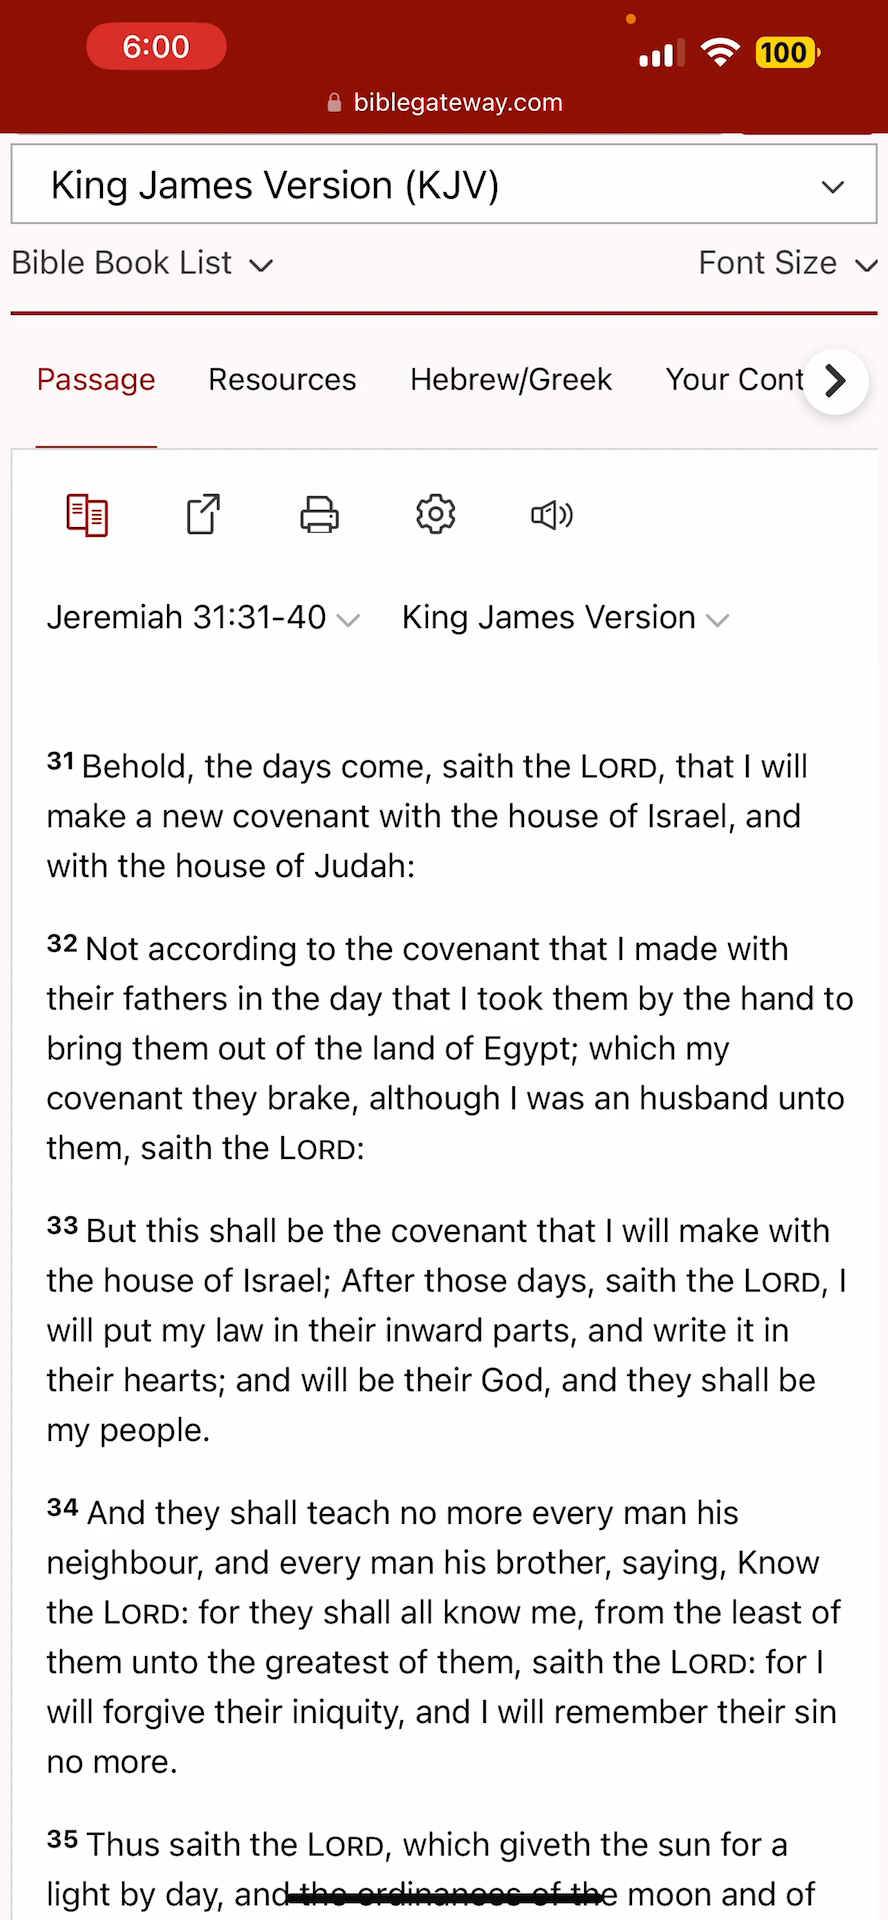 6:00
100
biblegateway.com
King James Version (KJV)
Bible Book List
Font Size
Passage
Resources
Hebrew/Greek
Your Cont
Jeremiah 31:31-40
King James Version
31 Behold, the days come, saith the LORD, that I will
make a new covenant with the house of Israel, and
with the house of Judah:
32 Not according to the covenant that I made with
their fathers in the day that I took them by the hand to
bring them out of the land of Egypt; which my
covenant they brake, although I was an husband unto
them, saith the LORD:
33 But this shall be the covenant that I will make with
the house of Israel; After those days, saith the LORD, I
will put my law in their inward parts, and write it in
their hearts; and will be their God, and they shall be
my people.
34 And they shall teach no more every man his
neighbour, and every man his brother, saying, Know
the LORD: for they shall all know me, from the least of
them unto the greatest of them, saith the LORD: for I
will forgive their iniquity, and I will remember their sin
no more.
35 Thus saith the LORD, which giveth the sun for a
light by day, and the ordinances of the moon and of